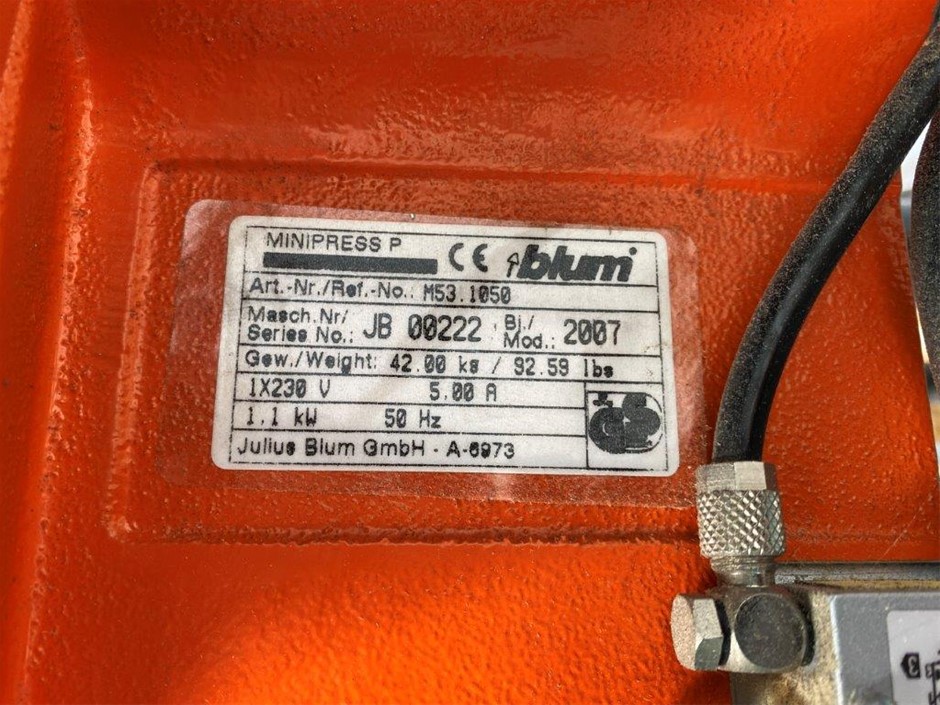 MINIPRESS P CE blum
Art.-Nr./Ref.-No.: M53.1050
Masch.Nr/
Series No.: JB 00222 Bj./
Mod.: 2007
Gew./Weight: 42.00 kg / 92.59 lbs
1X230 V 5.00 A
1.1 kW 50 Hz
Julius Blum GmbH - A-6973